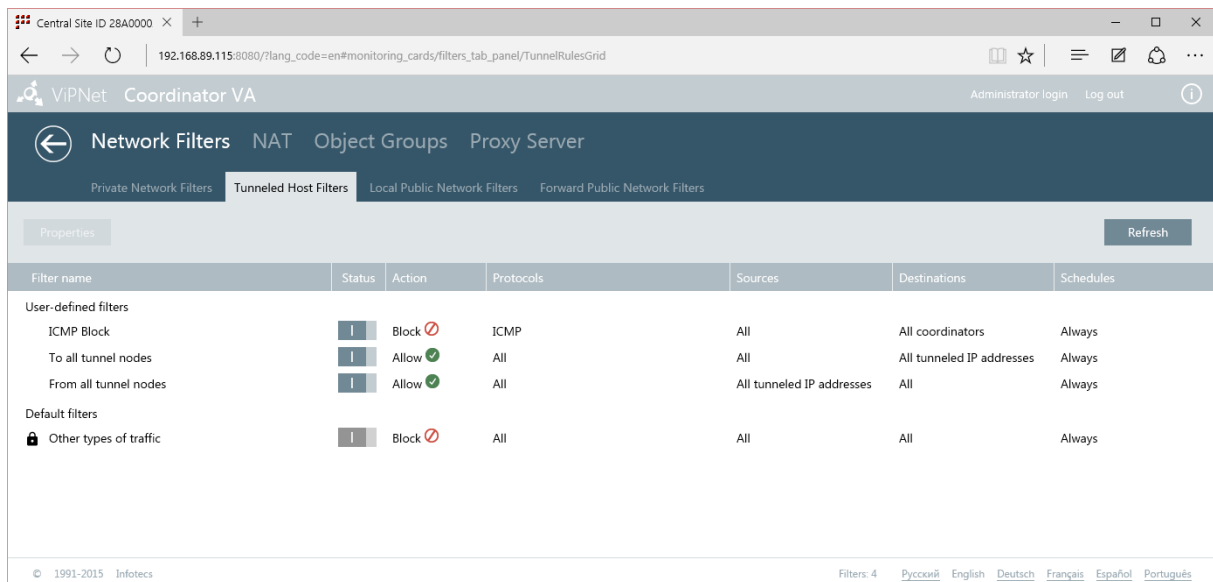 Central Site ID 28A0000
192.168.89.115:8080/?lang_code=en#monitoring_cards/filters_tab_panel/TunnelRulesGrid
ViPNet Coordinator VA Administrator login Log out
Network Filters NAT Object Groups Proxy Server
Private Network Filters Tunneled Host Filters Local Public Network Filters Forward Public Network Filters
Properties Refresh
Filter name Status Action Protocols Sources Destinations Schedules
User-defined filters
ICMP Block Block ICMP All All coordinators Always
To all tunnel nodes Allow All All All tunneled IP addresses Always
From all tunnel nodes Allow All All tunneled IP addresses All Always
Default filters
Other types of traffic Block All All All Always
© 1991-2015 Infotecs Filters: 4 Русский English Deutsch Français Español Português